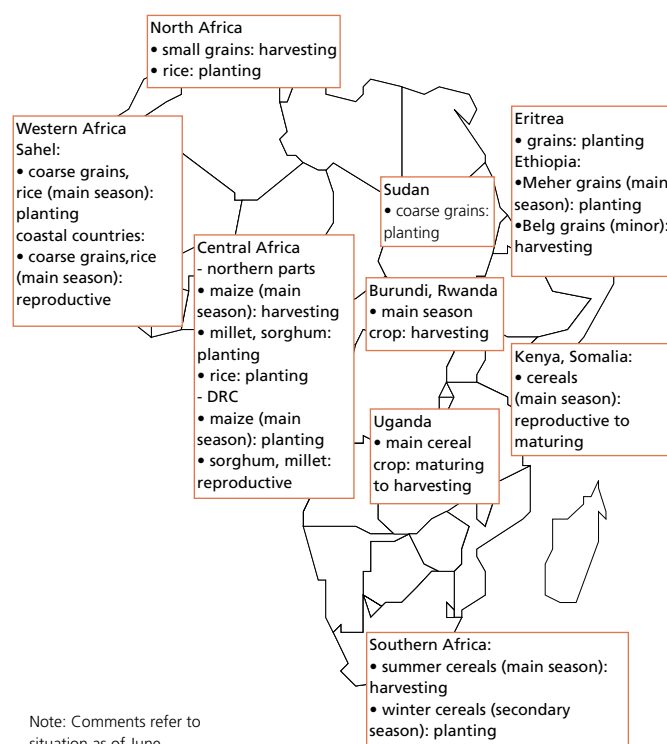 North Africa
• small grains: harvesting
• rice: planting
Western Africa
Sahel:
• coarse grains,
rice (main season):
planting
coastal countries:
• coarse grains,rice
(main season):
reproductive
Central Africa
- northern parts
• maize (main
season): harvesting
• millet, sorghum:
planting
• rice: planting
- DRC
• maize (main
season): planting
• sorghum, millet:
reproductive
Sudan
• coarse grains:
planting
Eritrea
• grains: planting
Ethiopia:
•Meher grains (main
season): planting
•Belg grains (minor):
harvesting
Burundi, Rwanda
• main season
crop: harvesting
Kenya, Somalia:
• cereals
(main season):
reproductive to
maturing
Uganda
• main cereal
crop: maturing
to harvesting
Southern Africa:
• summer cereals (main season):
harvesting
• winter cereals (secondary
season): planting
Note: Comments refer to
situation as of June